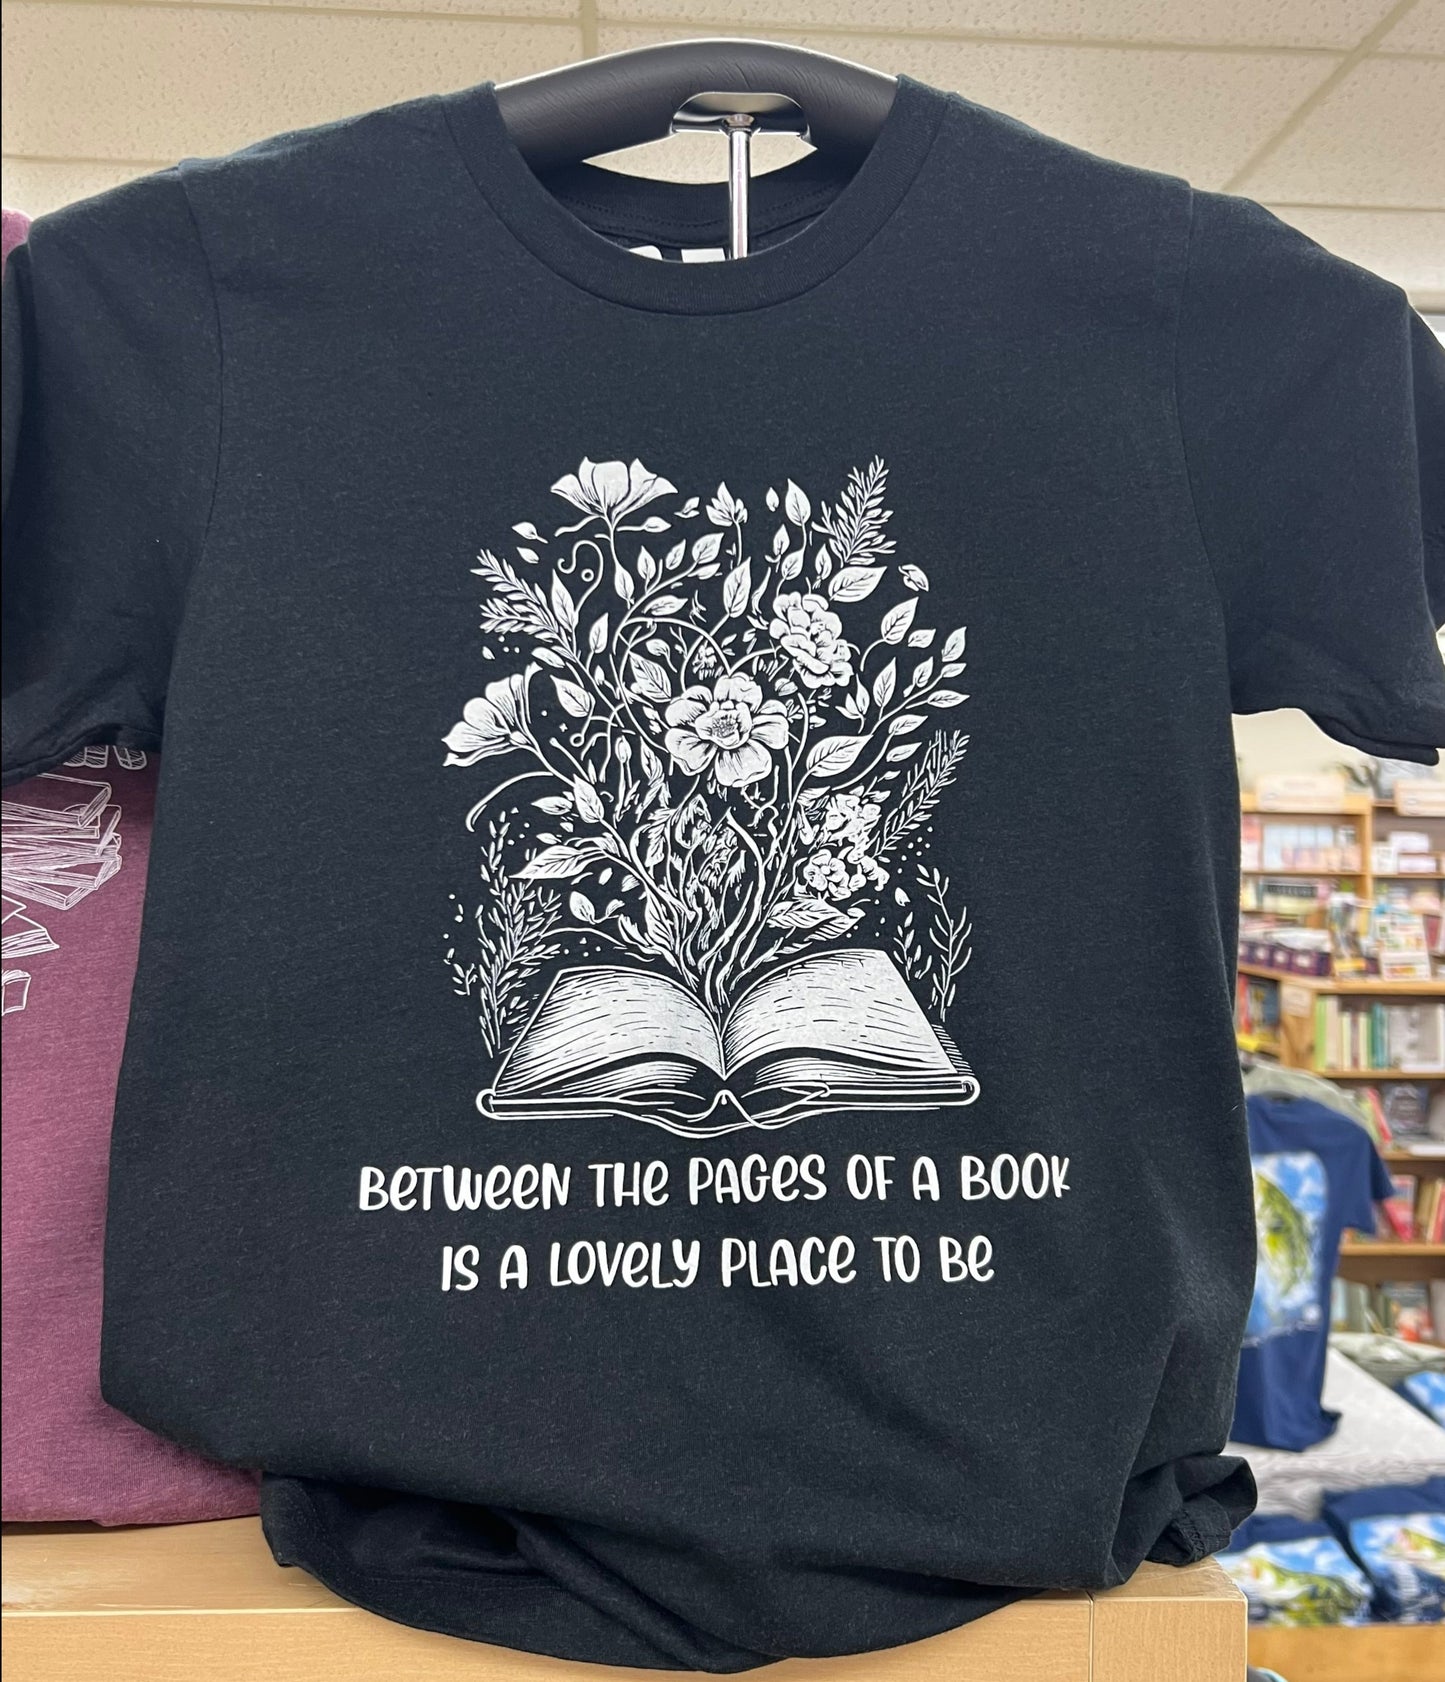 BETWEEN THE PAGES OF A BOOK
IS A LOVELY PLACE TO BE